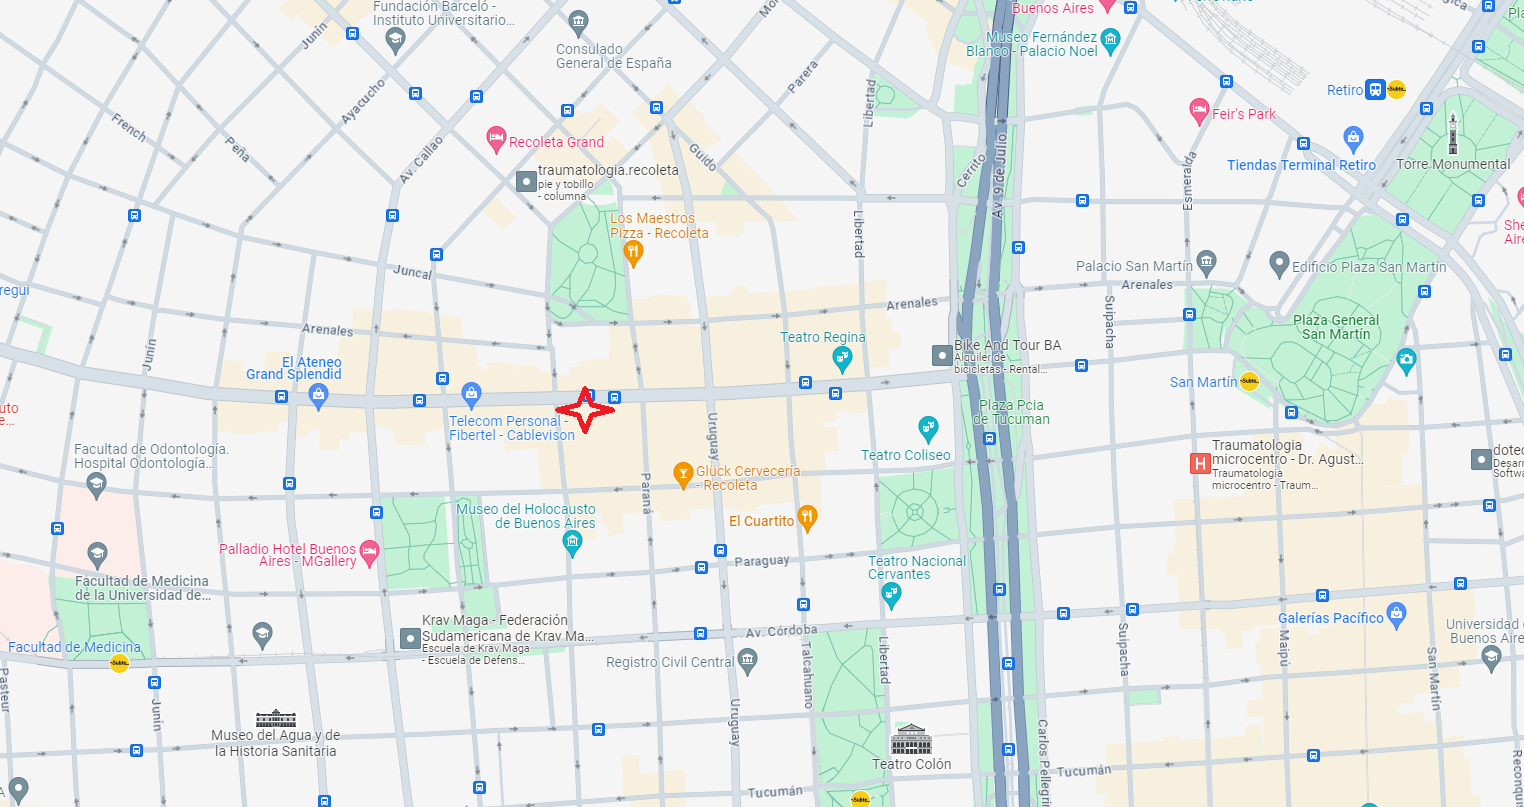 Fundación Barceló -
Instituto Universitario...
Junín
Consulado
General de España
Buenos Aires
Museo Fernández
Blanco - Palacio Noel
Parera
Ayacucho
Libertad
Retiro
Subte
Feir's Park
French
Peña
Av. Callao
Recoleta Grand
Guido
Cerrito
Av. 9 de Julio
Esmeralda
Tiendas Terminal Retiro
Torre Monumental
traumatologia.recoleta
pie y tobillo
- columna
Los Maestros
Pizza - Recoleta
Libertad
Juncal
Palacio San Martín
Edificio Plaza San Martín
Arenales
Arenales
Suipacha
Arenales
Plaza General
San Martín
Junín
Teatro Regina
Bike And Tour BA
Alquiler de
bicicletas - Rental...
El Ateneo
Grand Splendid
San Martín
Subte
Telecom Personal -
Fibertel - Cablevison
Plaza Pcia
de Tucuman
Uruguay
Facultad de Odontología.
Hospital Odontología...
Teatro Coliseo
Traumatologia
microcentro - Dr. Agust...
Traumatologia
microcentro - Traum...
H
Glück Cervecería
- Recoleta
Paraná
Museo del Holocausto
de Buenos Aires
El Cuartito
Palladio Hotel Buenos
Aires - MGallery
Paraguay
Teatro Nacional
Cervantes
Facultad de Medicina
de la Universidad de...
Krav Maga - Federación
Sudamericana de Krav Ma...
Escuela de Krav Maga
- Escuela de Defens...
Av. Córdoba
Galerías Pacífico
Universidad
Buenos Aire
Facultad de Medicina
Subte
Registro Civil Central
Talcahuano
Libertad
Suipacha
Maipú
San Martín
Pasteur
Junín
Uruguay
Museo del Agua y de
la Historia Sanitaria
Teatro Colón
Carlos Pellegri
Tucumán
Tucumán